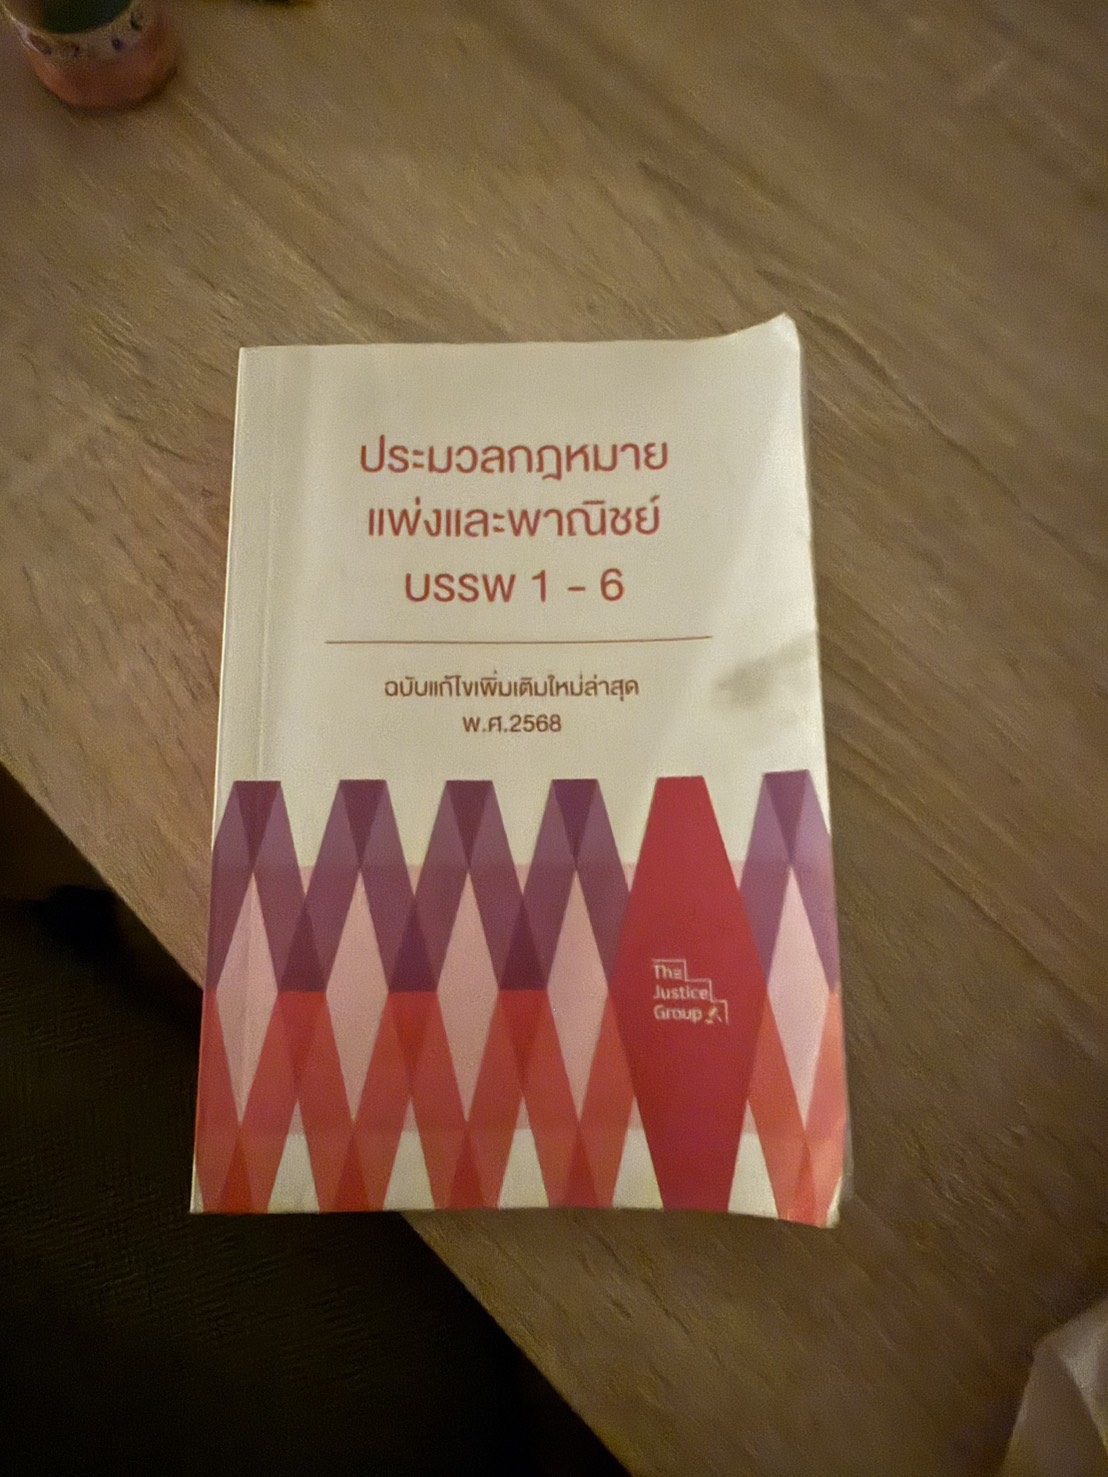 ประมวลกฎหมาย
แพ่งและพาณิชย์
บรรพ 1 - 6
ฉบับแก้ไขเพิ่มเติมใหม่ล่าสุด
พ.ศ.2568
The
Justice
Group